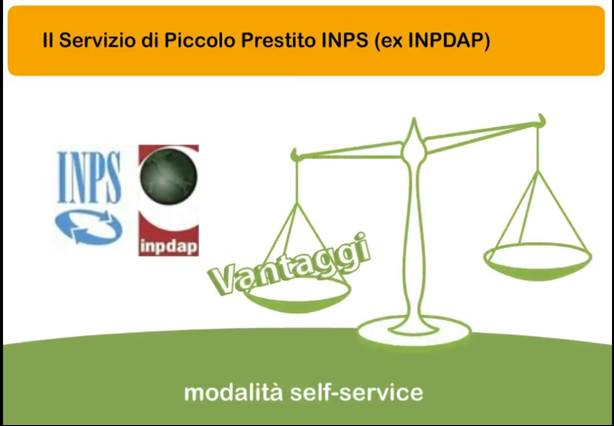 Il Servizio di Piccolo Prestito INPS (ex INPDAP)
INPS
inpdap
Vantaggi
modalità self-service